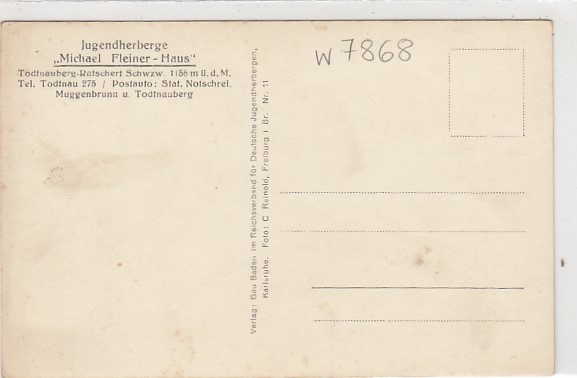 Jugendherberge
„Michael Fleiner-Haus"
Todtnauberg-Ratschert Schwzw. 1156 m ü. d. M.
Tel. Todtnau 275 / Postauto: Stat. Notschrei,
Muggenbrunn u. Todtnauberg
W 7868
Verlag: Gau Baden im Reichsverband für Deutsche Jugendherbergen,
Karlsruhe. Foto: C Reinold, Freiburg i Br. Nr. 11